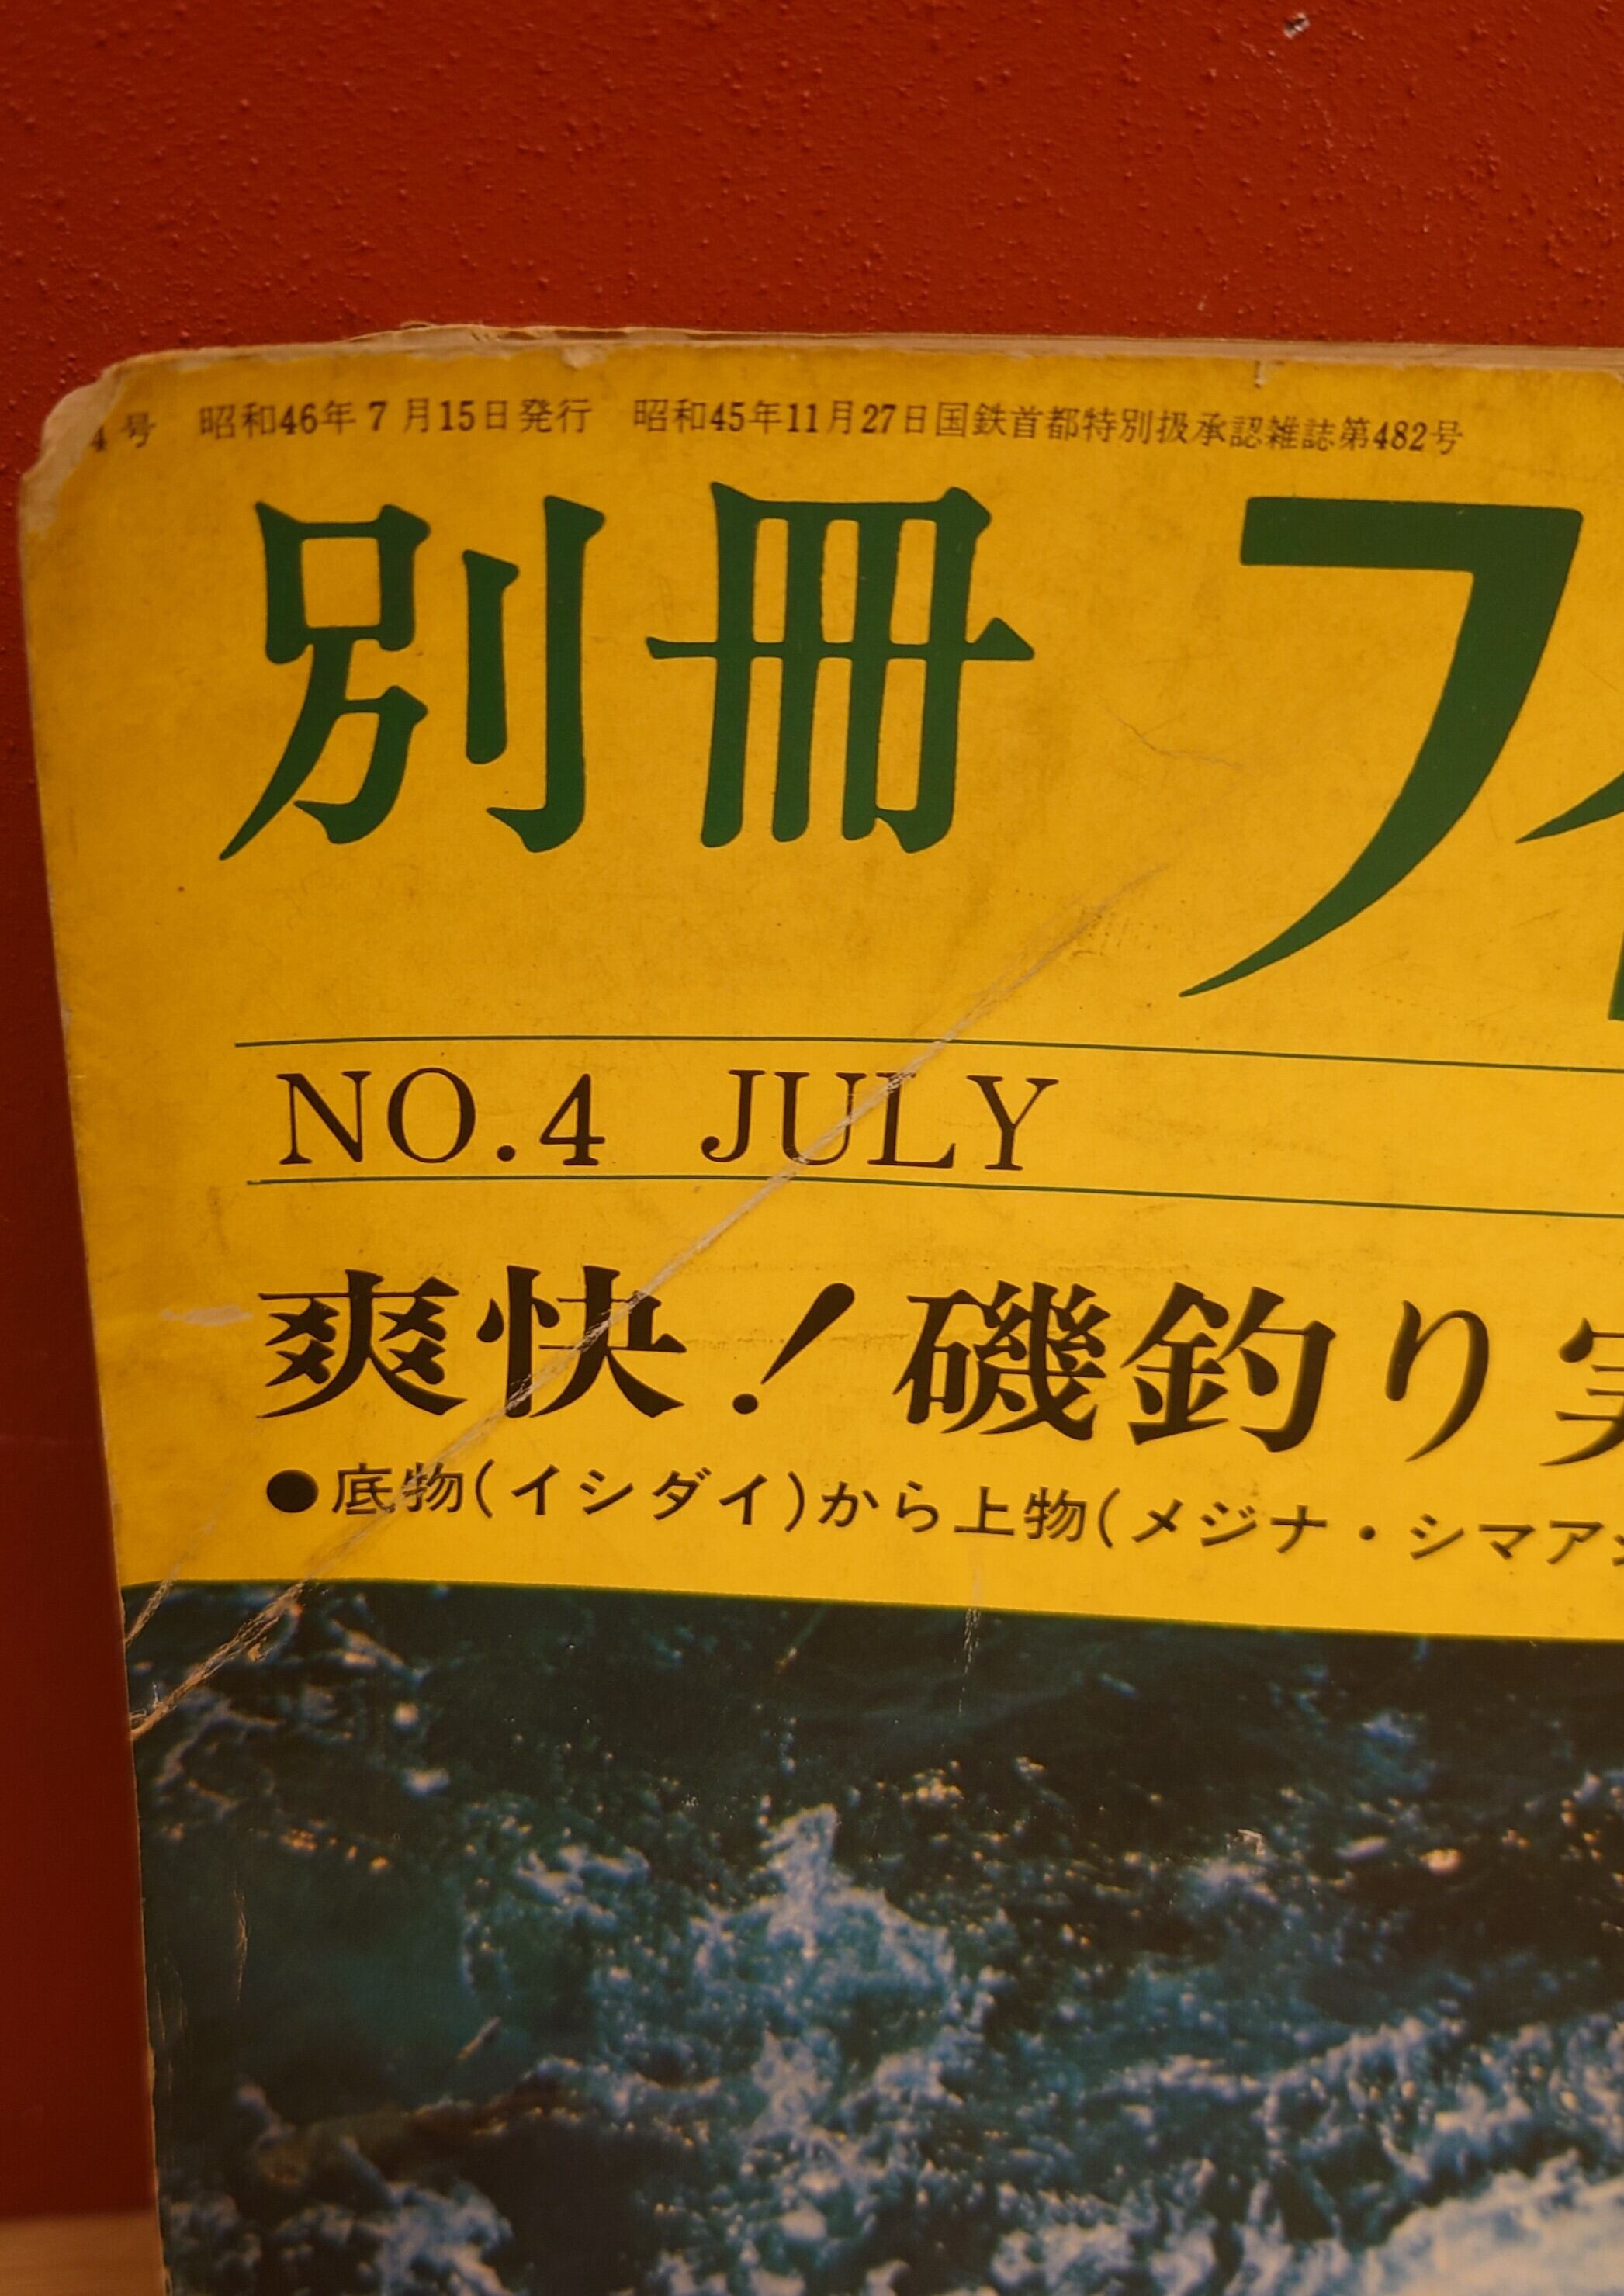 4号 昭和46年7月15日発行 昭和45年11月27日国鉄首都特別扱承認雑誌第482号
別冊 フィ
NO.4 JULY
爽快!磯釣り実
●底物(イシダイ)から上物(メジナ・シマア